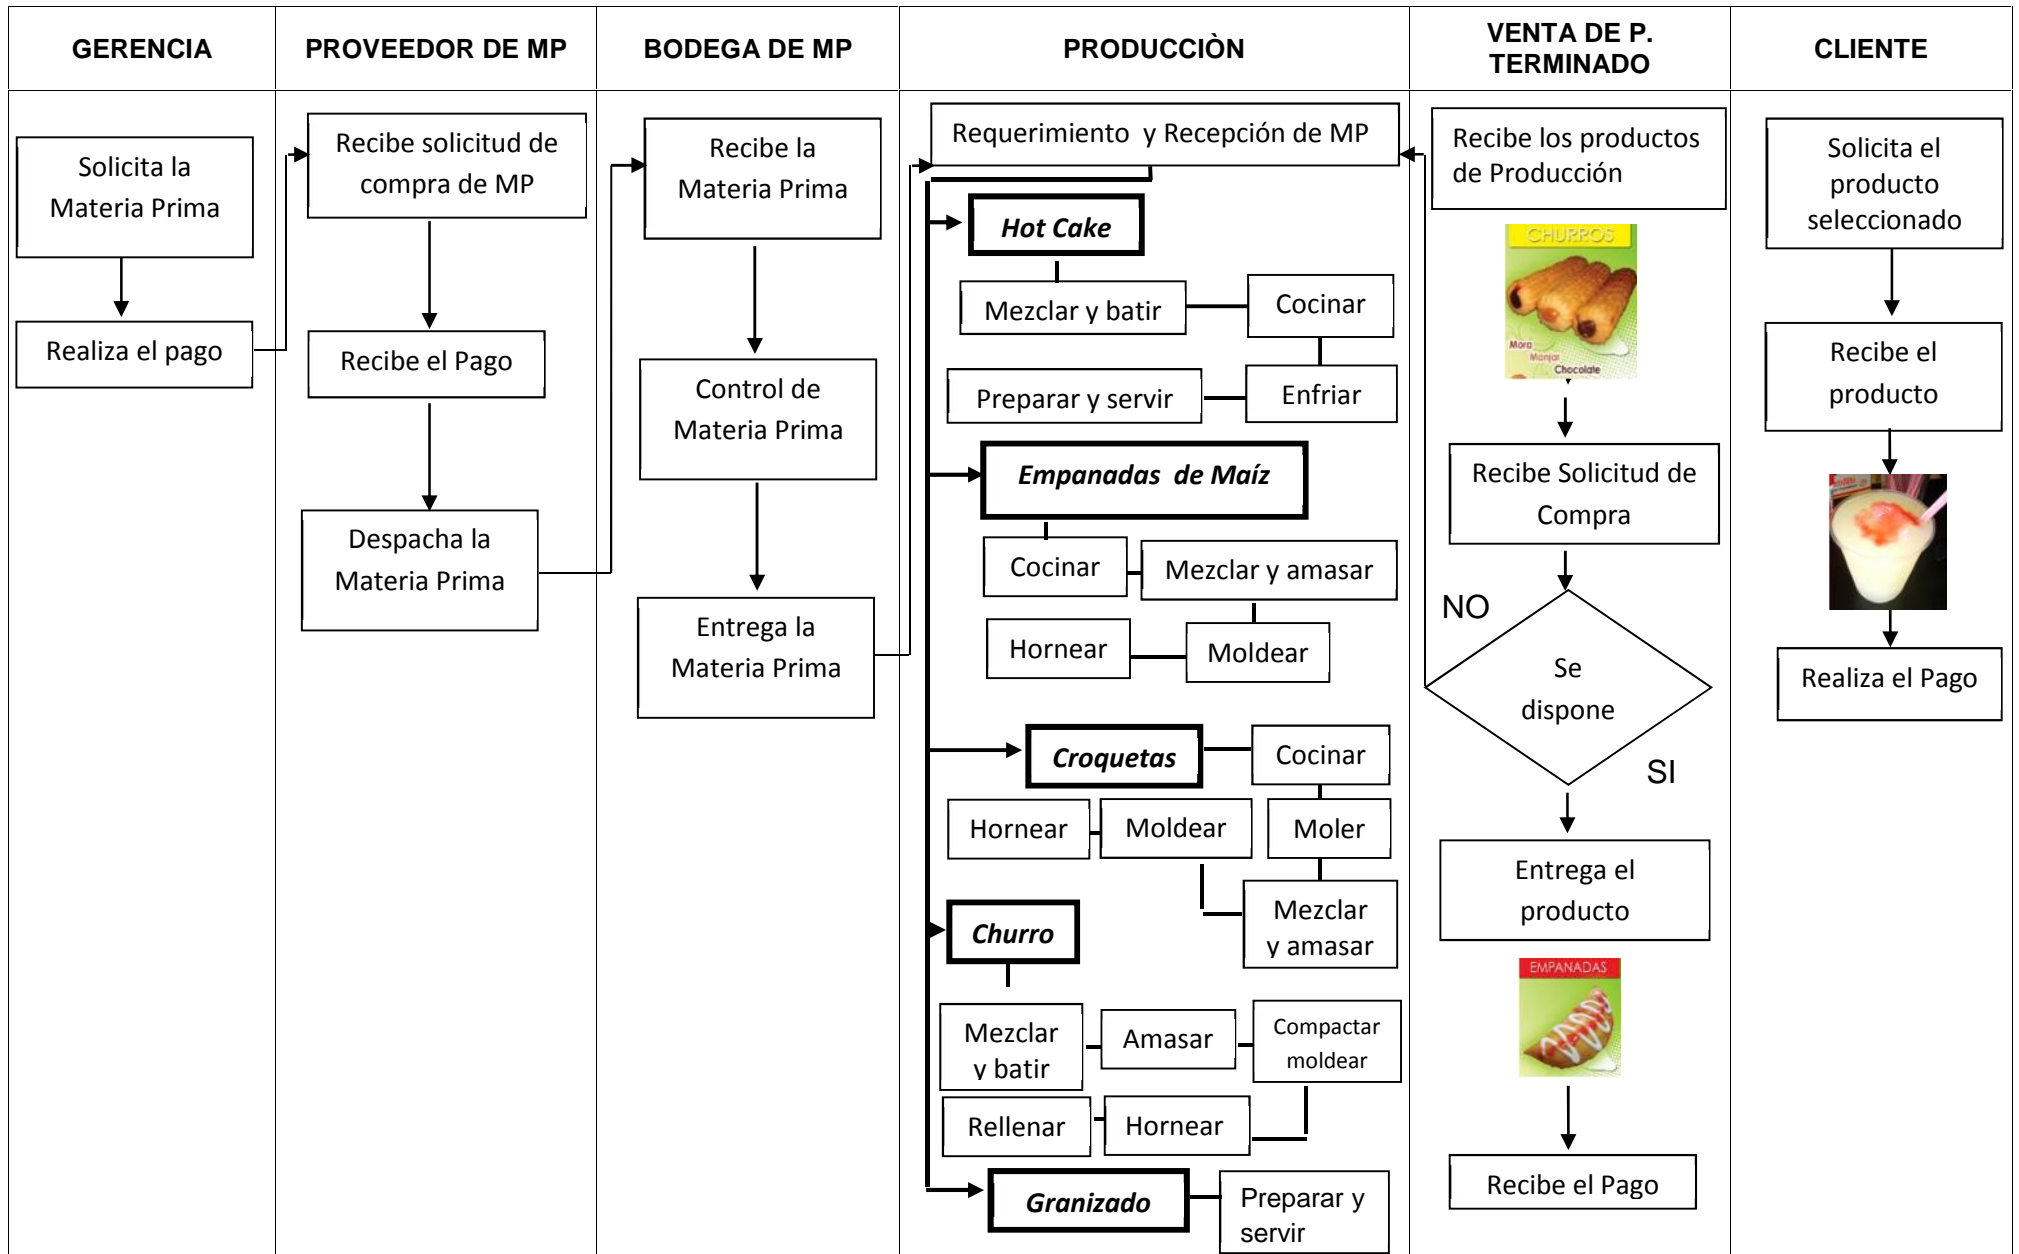 GERENCIA
PROVEEDOR DE MP
BODEGA DE MP
PRODUCCIÒN
VENTA DE P.
TERMINADO
CLIENTE
Solicita la
Materia Prima
Realiza el pago
Recibe solicitud de
compra de MP
Recibe el Pago
Despacha la
Materia Prima
Recibe la
Materia Prima
Control de
Materia Prima
Entrega la
Materia Prima
Requerimiento y Recepción de MP
Hot Cake
Mezclar y batir
Cocinar
Enfriar
Preparar y servir
Empanadas de Maíz
Cocinar
Mezclar y amasar
Moldear
Hornear
Croquetas
Cocinar
Moler
Mezclar
y amasar
Moldear
Hornear
Churro
Mezclar
y batir
Amasar
Compactar
moldear
Hornear
Rellenar
Granizado
Preparar y
servir
Recibe los productos
de Producción
CHURROS
Mora
Manjar
Chocolate
Recibe Solicitud de
Compra
NO
Se
dispone
SI
Entrega el
producto
EMPANADAS
Recibe el Pago
Solicita el
producto
seleccionado
Recibe el
producto
Realiza el Pago